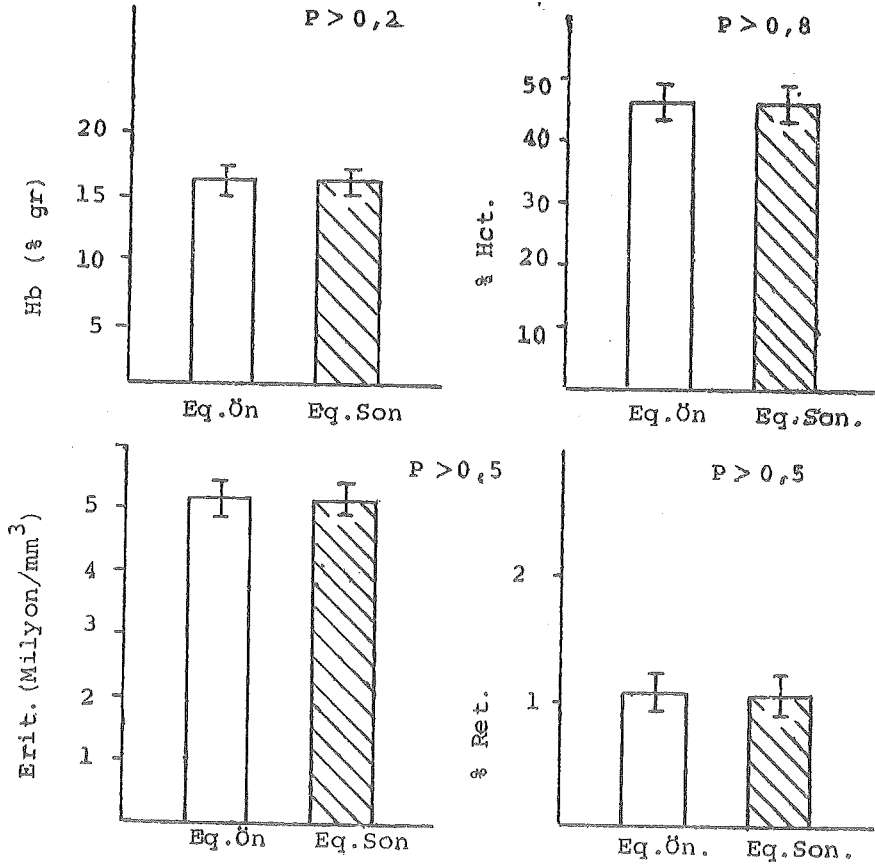 P > 0,2
20
15
10
5
Hb (% gr)
Eq.Ön Eq.Son
P > 0,8
50
40
30
20
10
% Hct.
Eq.Ön Eq.Son.
P > 0,5
5
4
3
2
1
Erit.(Milyon/mm³)
Eq.Ön Eq.Son
P > 0,5
2
1
% Ret.
Eq.Ön. Eq.Son.